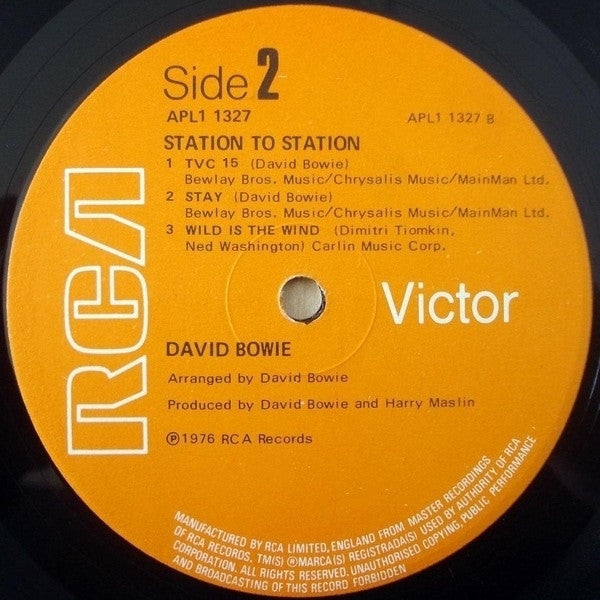 Side 2
APL1 1327
APL1 1327 B
STATION TO STATION
1 TVC 15 (David Bowie)
Bewlay Bros. Music/Chrysalis Music/MainMan Ltd.
2 STAY (David Bowie)
Bewlay Bros. Music/Chrysalis Music/MainMan Ltd.
3 WILD IS THE WIND (Dimitri Tiomkin,
Ned Washington) Carlin Music Corp.
RCA
Victor
DAVID BOWIE
Arranged by David Bowie
Produced by David Bowie and Harry Maslin
℗ 1976 RCA Records
MANUFACTURED BY RCA LIMITED, ENGLAND FROM MASTER RECORDINGS
OF RCA RECORDS, TM(S) ® MARCA(S) REGISTRADA(S) USED BY AUTHORITY OF RCA
CORPORATION. ALL RIGHTS RESERVED. UNAUTHORISED COPYING, PUBLIC PERFORMANCE
AND BROADCASTING OF THIS RECORD FORBIDDEN